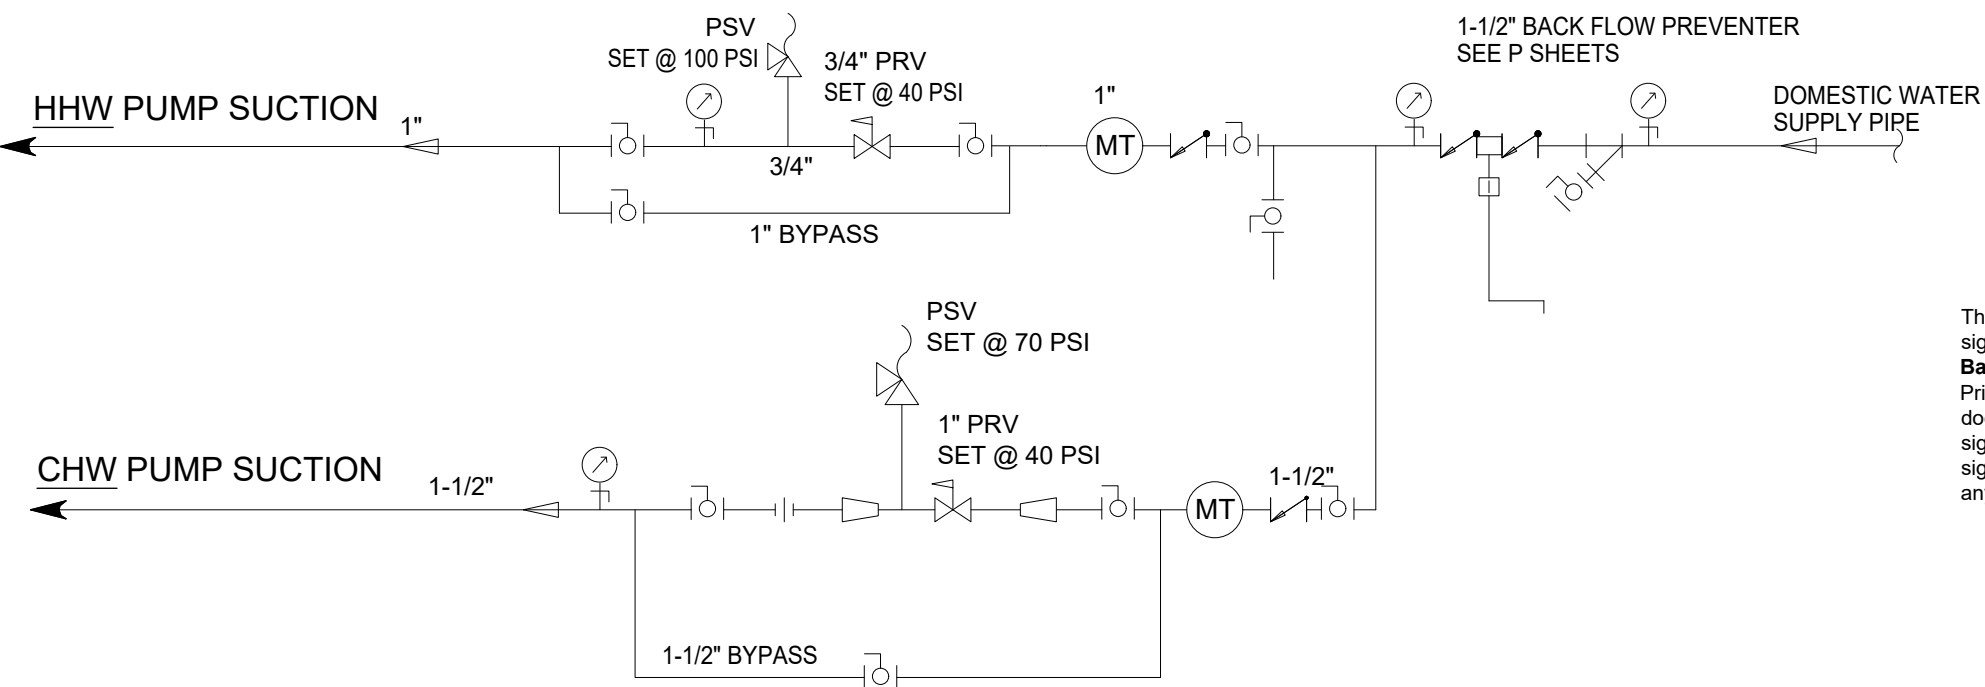 PSV
SET @ 100 PSI
3/4" PRV
SET @ 40 PSI
1-1/2" BACK FLOW PREVENTER
SEE P SHEETS
HHW PUMP SUCTION
1"
3/4"
1"
MT
DOMESTIC WATER
SUPPLY PIPE
1" BYPASS
PSV
SET @ 70 PSI
1" PRV
SET @ 40 PSI
CHW PUMP SUCTION
1-1/2"
MT
1-1/2"
1-1/2" BYPASS